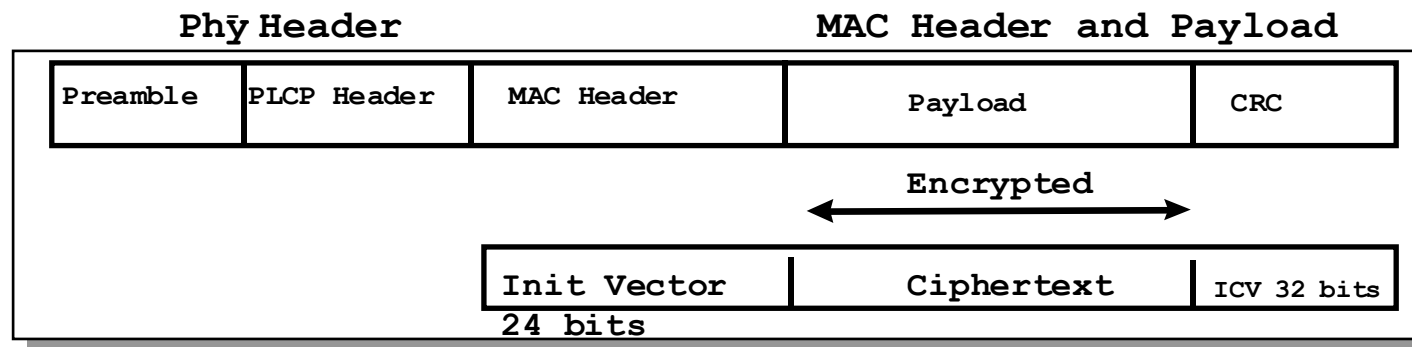 Phȳ Header
MAC Header and Payload
Preamble
PLCP Header
MAC Header
Payload
CRC
Encrypted
Init Vector
24 bits
Ciphertext
ICV 32 bits